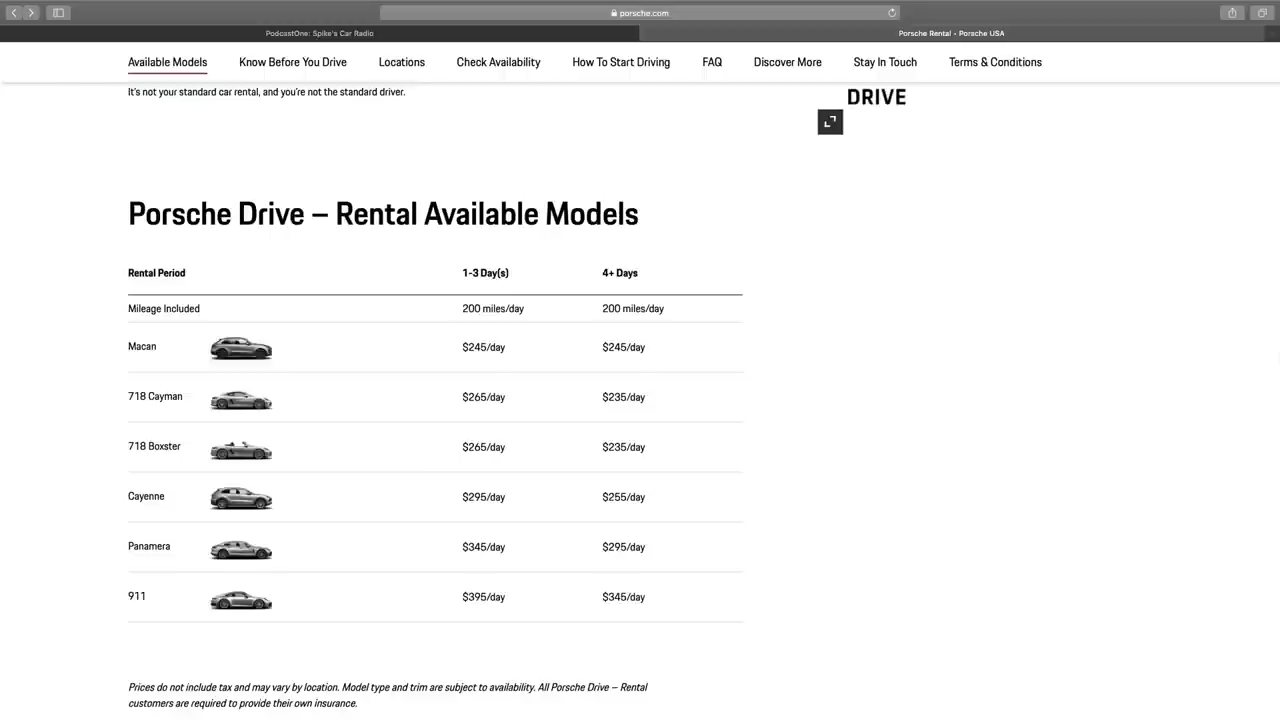 porsche.com
PodcastOne: Spike's Car Radio
Porsche Rental - Porsche USA
Available Models Know Before You Drive Locations Check Availability How To Start Driving FAQ Discover More Stay In Touch Terms & Conditions
It's not your standard car rental, and you're not the standard driver.
DRIVE
Porsche Drive – Rental Available Models
Rental Period 1-3 Day(s) 4+ Days
Mileage Included 200 miles/day 200 miles/day
Macan $245/day $245/day
718 Cayman $265/day $235/day
718 Boxster $265/day $235/day
Cayenne $295/day $255/day
Panamera $345/day $295/day
911 $395/day $345/day
Prices do not include tax and may vary by location. Model type and trim are subject to availability. All Porsche Drive – Rental
customers are required to provide their own insurance.